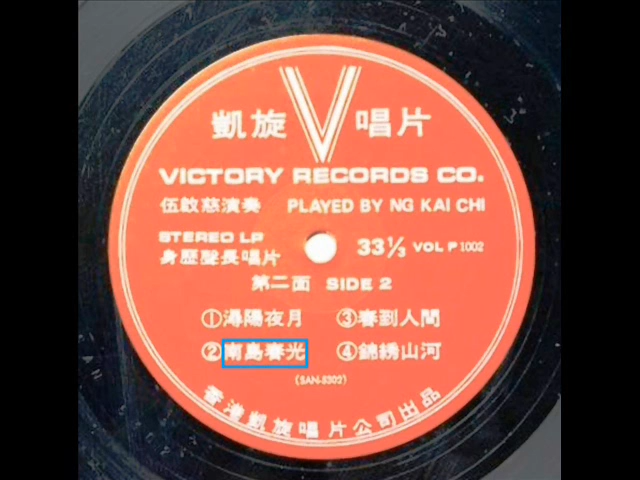 凱旋 V 唱片
VICTORY RECORDS CO.
伍啟慈演奏 PLAYED BY NG KAI CHI
STEREO LP
身歷聲長唱片
33⅓ VOL P 1002
第二面 SIDE 2
①潯陽夜月 ③春到人間
②南島春光 ④錦綉山河
(SAN-8302)
香港凱旋唱片公司出品